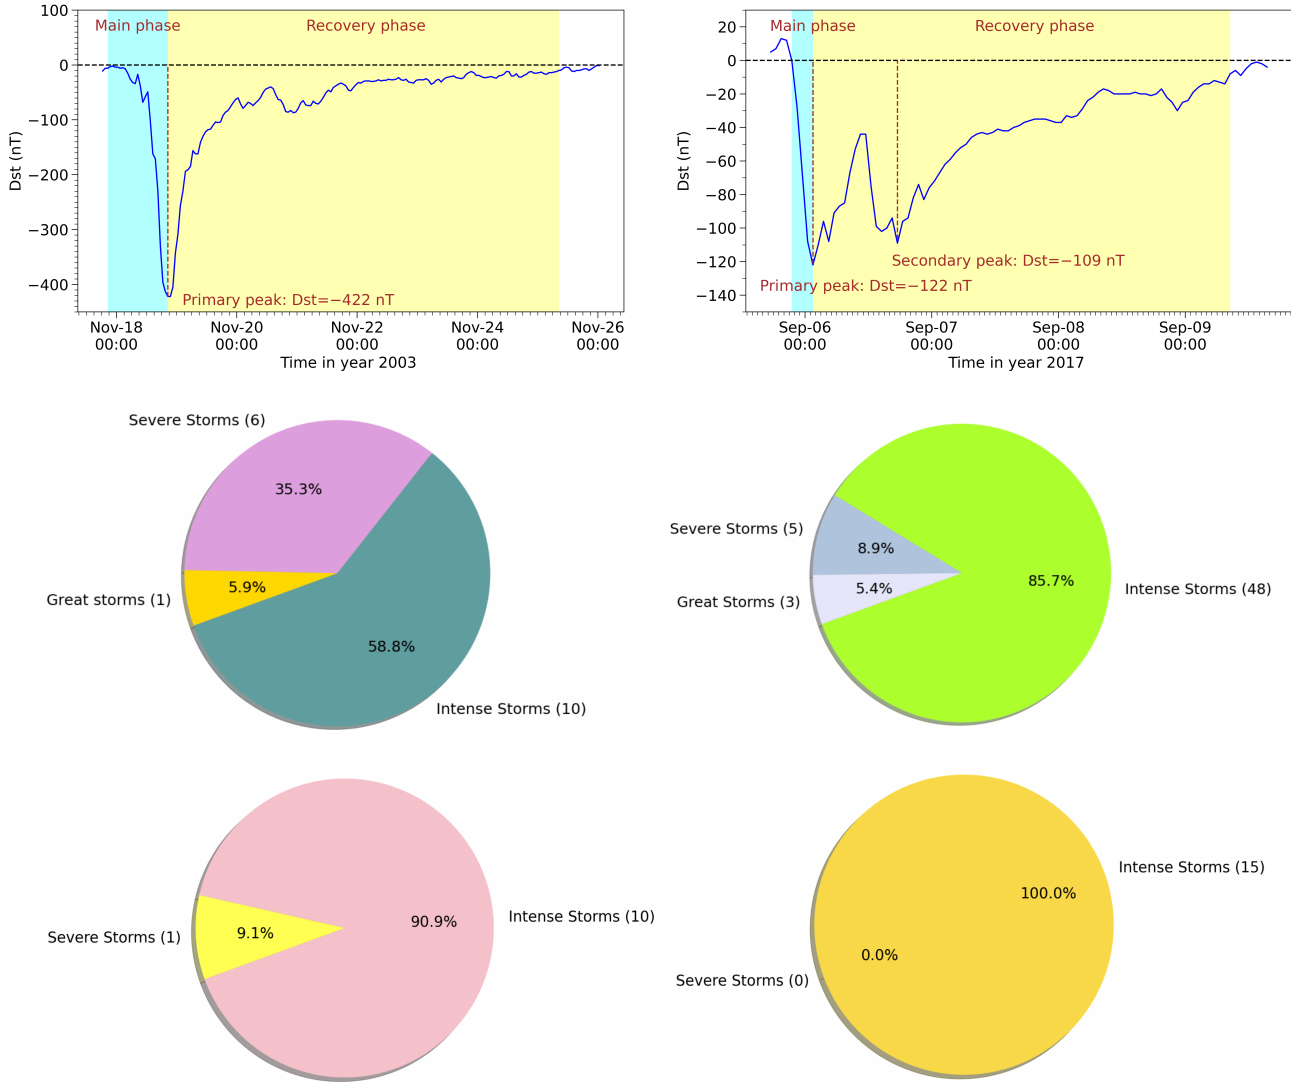 Main phase
Recovery phase
100
0
−100
−200
−300
−400
Dst (nT)
Primary peak: Dst=−422 nT
Nov-18
00:00
Nov-20
00:00
Nov-22
00:00
Nov-24
00:00
Nov-26
00:00
Time in year 2003
Main phase
Recovery phase
20
0
−20
−40
−60
−80
−100
−120
−140
Dst (nT)
Secondary peak: Dst=−109 nT
Primary peak: Dst=−122 nT
Sep-06
00:00
Sep-07
00:00
Sep-08
00:00
Sep-09
00:00
Time in year 2017
Severe Storms (6)
35.3%
5.9%
Great storms (1)
58.8%
Intense Storms (10)
Severe Storms (5)
8.9%
85.7%
5.4%
Intense Storms (48)
Great Storms (3)
90.9%
Intense Storms (10)
9.1%
Severe Storms (1)
Intense Storms (15)
100.0%
0.0%
Severe Storms (0)